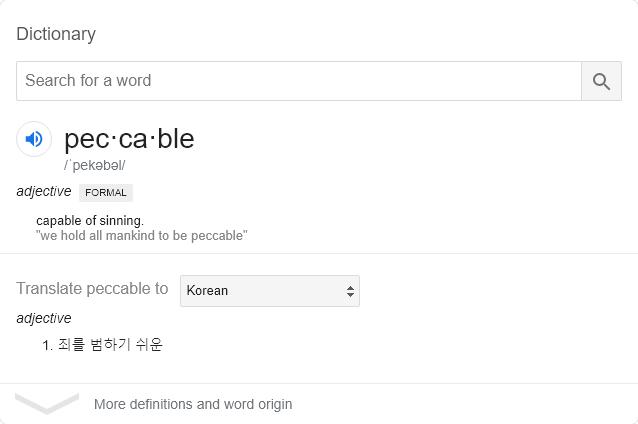 Dictionary
Search for a word
pec·ca·ble
/ˈpekəbəl/
adjective FORMAL
capable of sinning.
"we hold all mankind to be peccable"
Translate peccable to Korean
adjective
1. 죄를 범하기 쉬운
More definitions and word origin